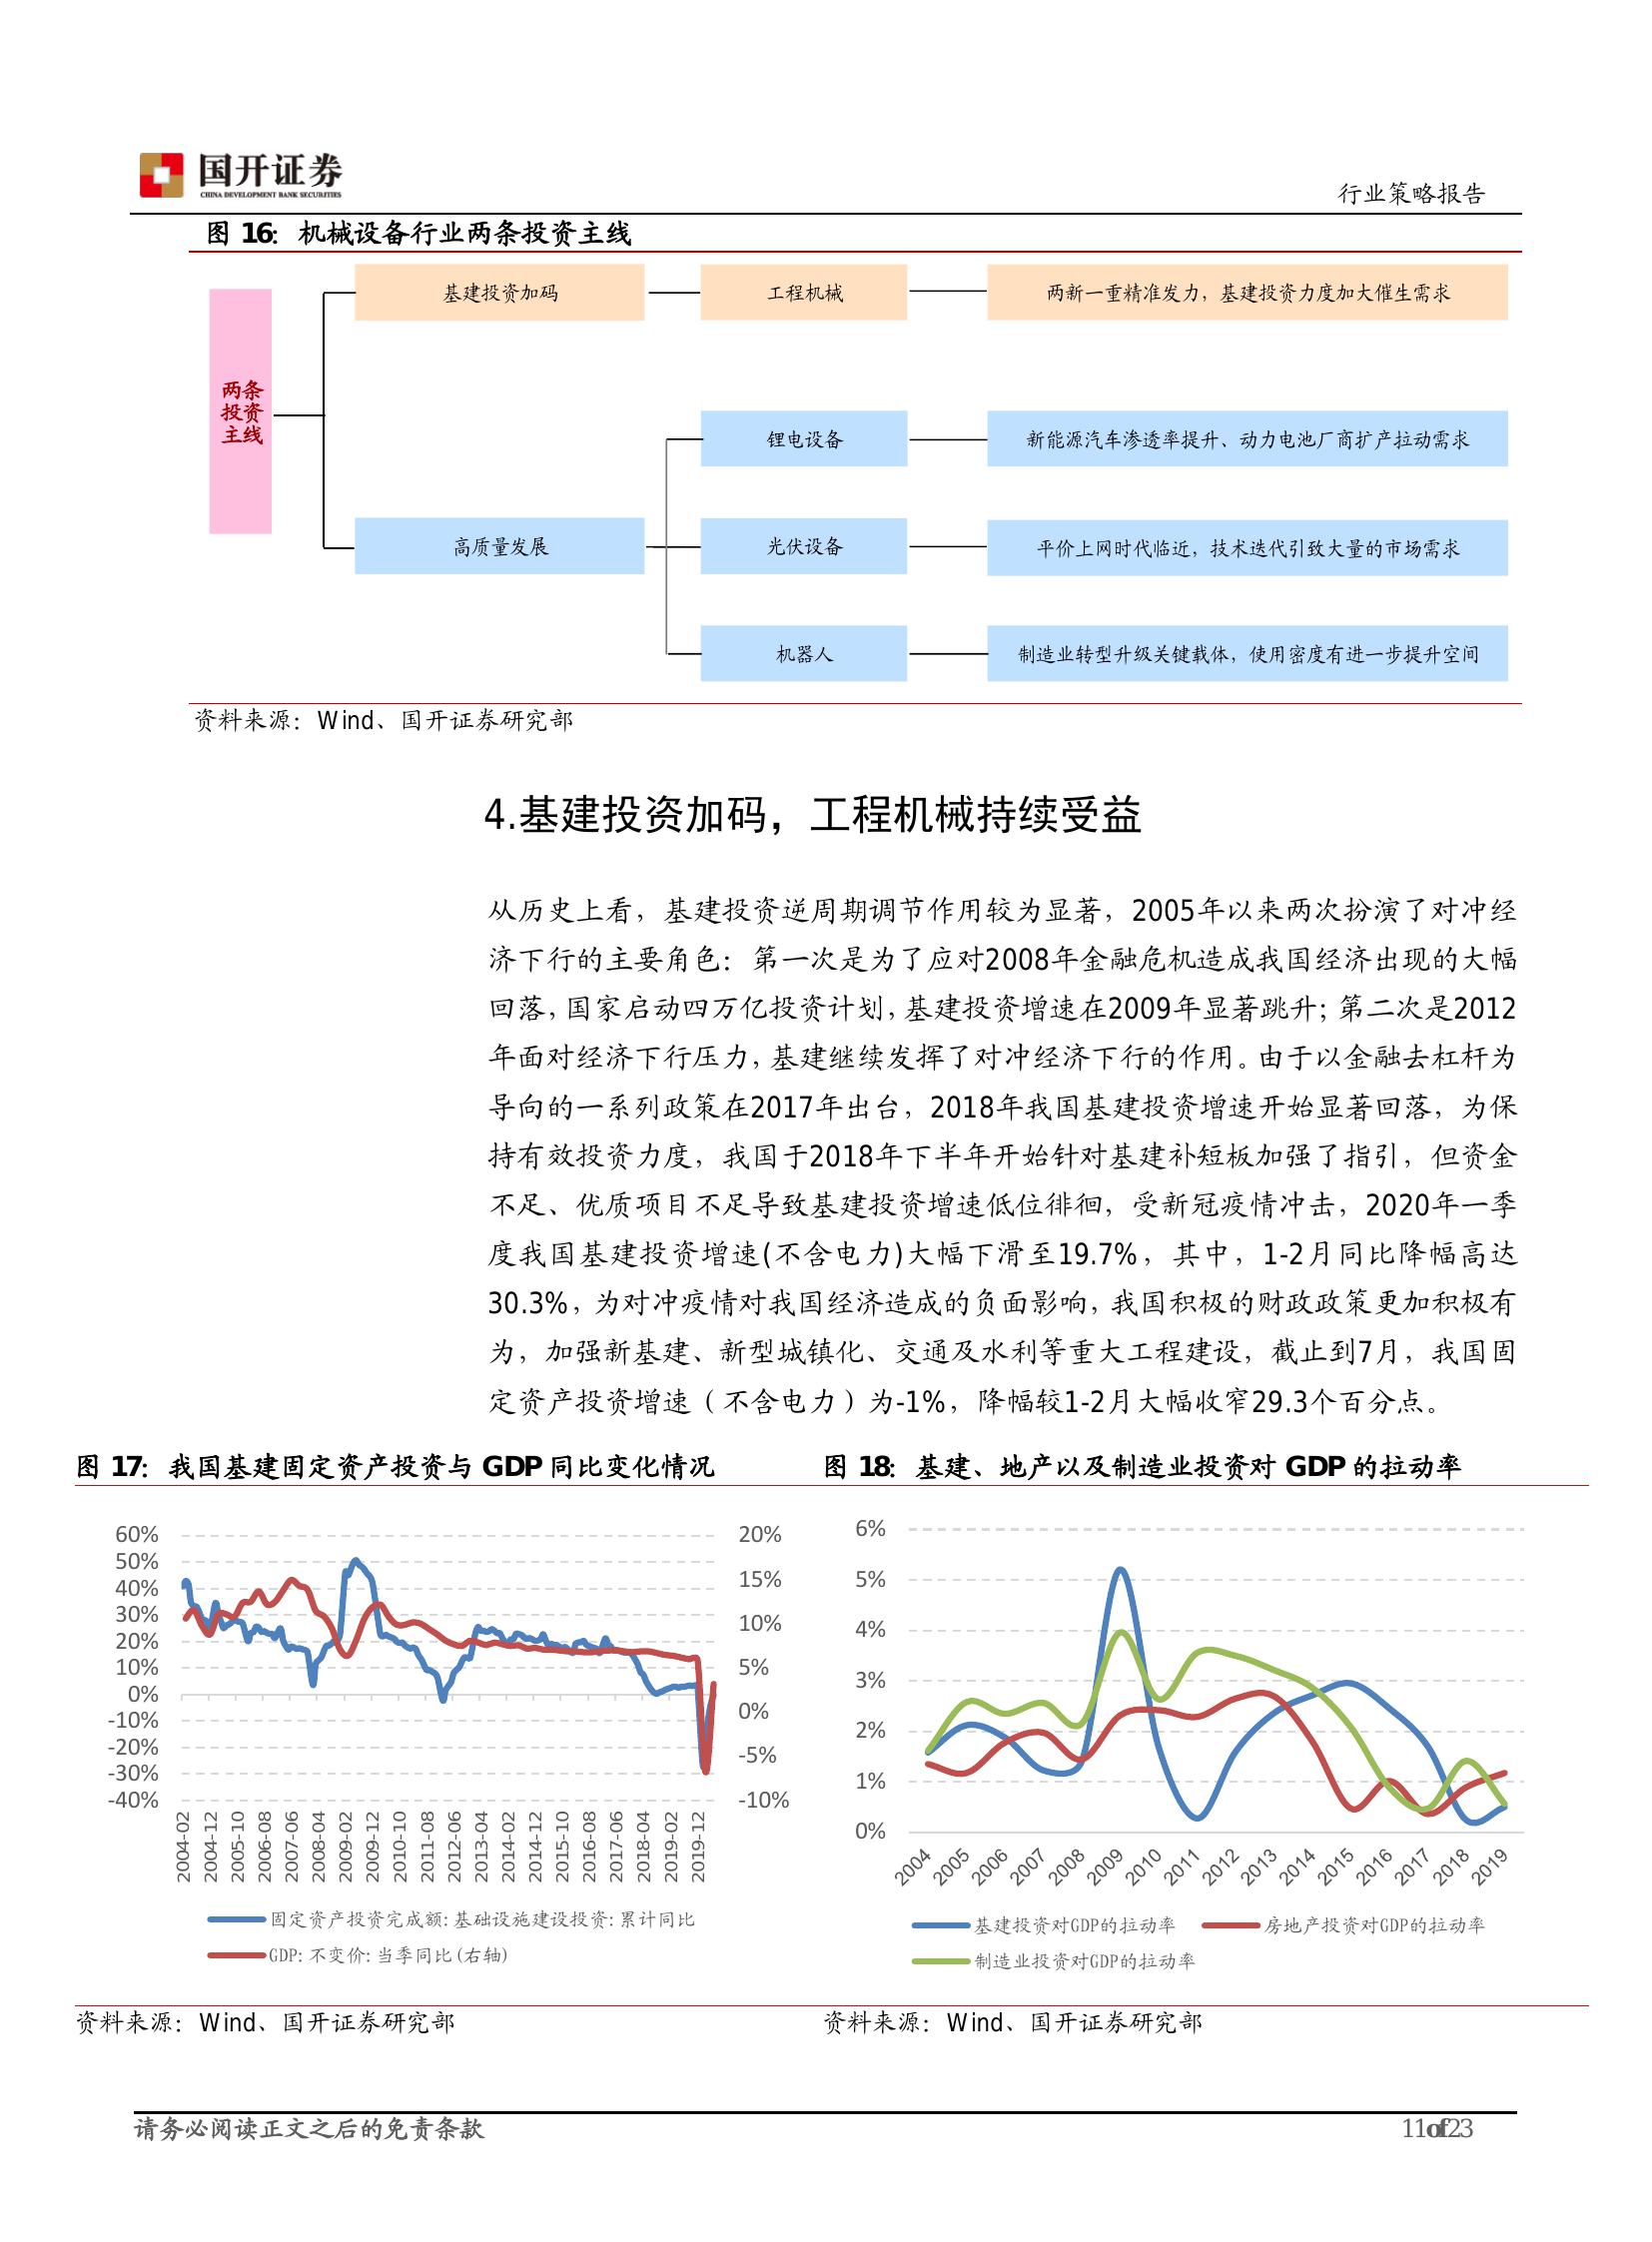 国开证券
CHINA DEVELOPMENT BANK SECURITIES
行业策略报告
图 16：机械设备行业两条投资主线
基建投资加码
工程机械
两新一重精准发力，基建投资力度加大催生需求
两条
投资
主线
锂电设备
新能源汽车渗透率提升、动力电池厂商扩产拉动需求
高质量发展
光伏设备
平价上网时代临近，技术迭代引致大量的市场需求
机器人
制造业转型升级关键载体，使用密度有进一步提升空间
资料来源：Wind、国开证券研究部
4.基建投资加码，工程机械持续受益
从历史上看，基建投资逆周期调节作用较为显著，2005年以来两次扮演了对冲经
济下行的主要角色：第一次是为了应对2008年金融危机造成我国经济出现的大幅
回落，国家启动四万亿投资计划，基建投资增速在2009年显著跳升；第二次是2012
年面对经济下行压力，基建继续发挥了对冲经济下行的作用。由于以金融去杠杆为
导向的一系列政策在2017年出台，2018年我国基建投资增速开始显著回落，为保
持有效投资力度，我国于2018年下半年开始针对基建补短板加强了指引，但资金
不足、优质项目不足导致基建投资增速低位徘徊，受新冠疫情冲击，2020年一季
度我国基建投资增速(不含电力)大幅下滑至19.7%，其中，1-2月同比降幅高达
30.3%，为对冲疫情对我国经济造成的负面影响，我国积极的财政政策更加积极有
为，加强新基建、新型城镇化、交通及水利等重大工程建设，截止到7月，我国固
定资产投资增速（不含电力）为-1%，降幅较1-2月大幅收窄29.3个百分点。
图 17：我国基建固定资产投资与 GDP 同比变化情况
60%
50%
40%
30%
20%
10%
0%
-10%
-20%
-30%
-40%
20%
15%
10%
5%
0%
-5%
-10%
2004-02
2004-12
2005-10
2006-08
2007-06
2008-04
2009-02
2009-12
2010-10
2011-08
2012-06
2013-04
2014-02
2014-12
2015-10
2016-08
2017-06
2018-04
2019-02
2019-12
固定资产投资完成额:基础设施建设投资:累计同比
GDP:不变价:当季同比(右轴)
资料来源：Wind、国开证券研究部
图 18：基建、地产以及制造业投资对 GDP 的拉动率
6%
5%
4%
3%
2%
1%
0%
2004
2005
2006
2007
2008
2009
2010
2011
2012
2013
2014
2015
2016
2017
2018
2019
基建投资对GDP的拉动率
房地产投资对GDP的拉动率
制造业投资对GDP的拉动率
资料来源：Wind、国开证券研究部
请务必阅读正文之后的免责条款
11of23